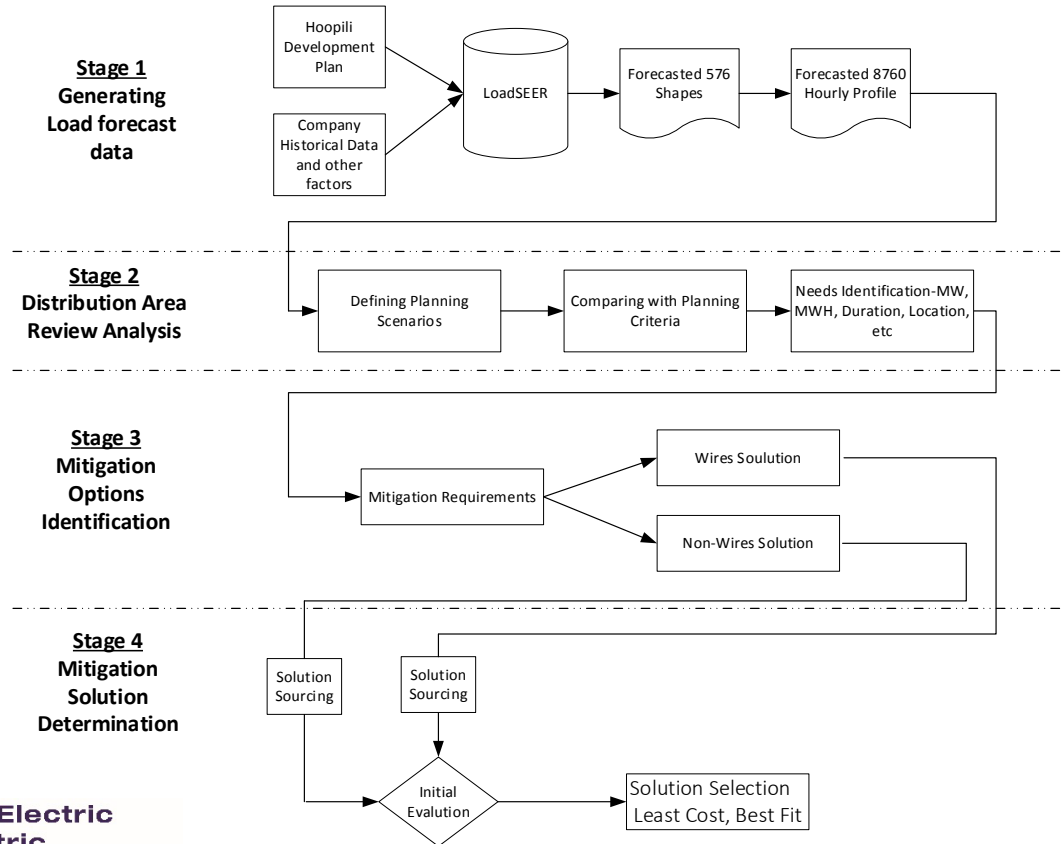 Stage 1
Generating
Load forecast
data
Hoopili
Development
Plan
Company
Historical Data
and other
factors
LoadSEER
Forecasted 576
Shapes
Forecasted 8760
Hourly Profile
Stage 2
Distribution Area
Review Analysis
Defining Planning
Scenarios
Comparing with Planning
Criteria
Needs Identification-MW,
MWH, Duration, Location,
etc
Stage 3
Mitigation
Options
Identification
Mitigation Requirements
Wires Soulution
Non-Wires Solution
Stage 4
Mitigation
Solution
Determination
Solution
Sourcing
Solution
Sourcing
Initial
Evalution
Solution Selection
Least Cost, Best Fit
Electric